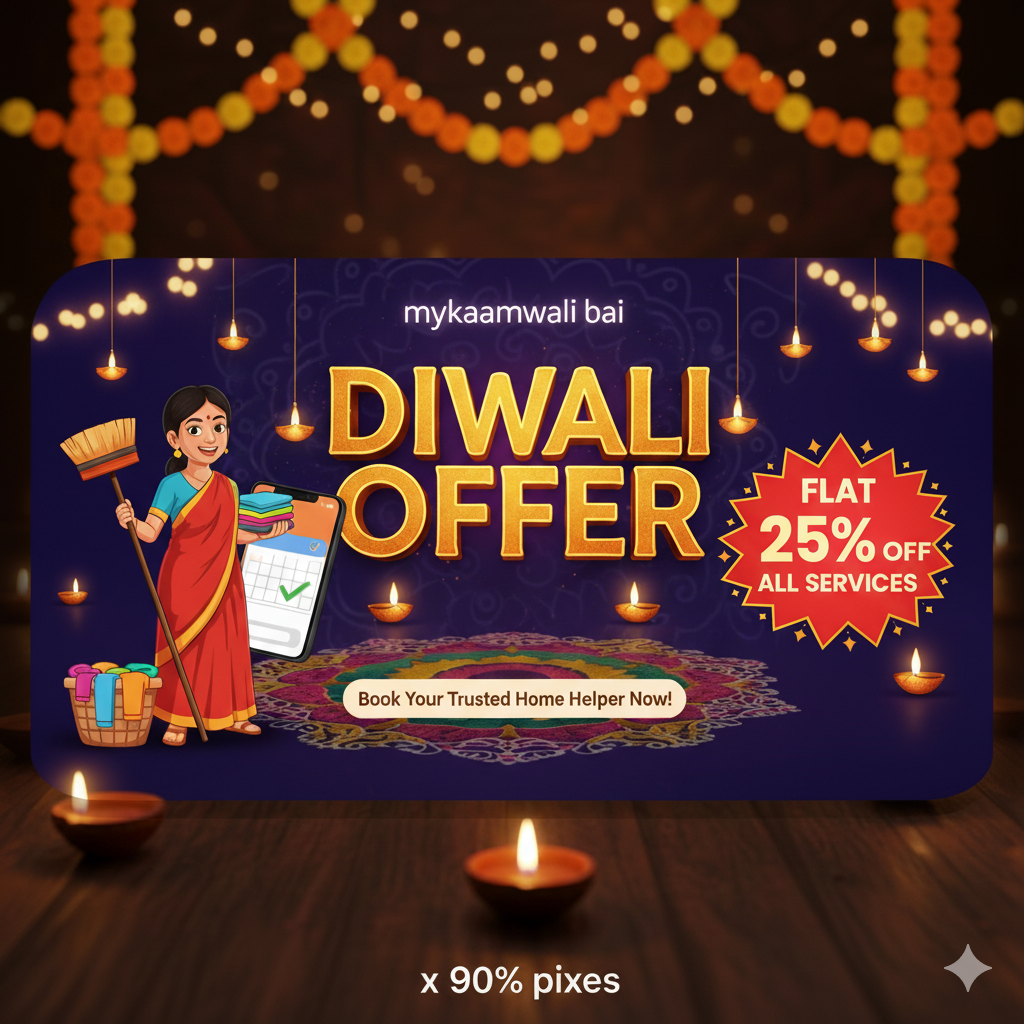 mykaamwali bai
DIWALI
OFFER
FLAT
25% OFF
ALL SERVICES
Book Your Trusted Home Helper Now!
x 90% pixes